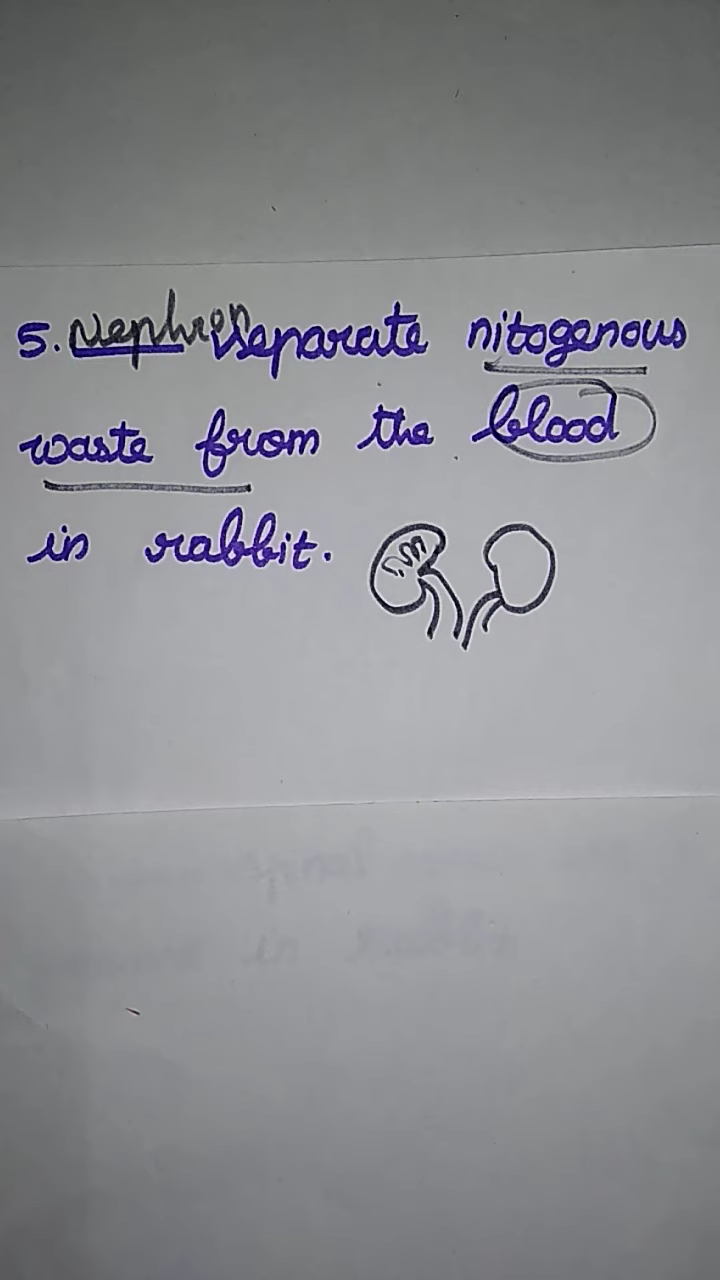 5. Nephron separate nitogenous
waste from the blood
in rabbit.